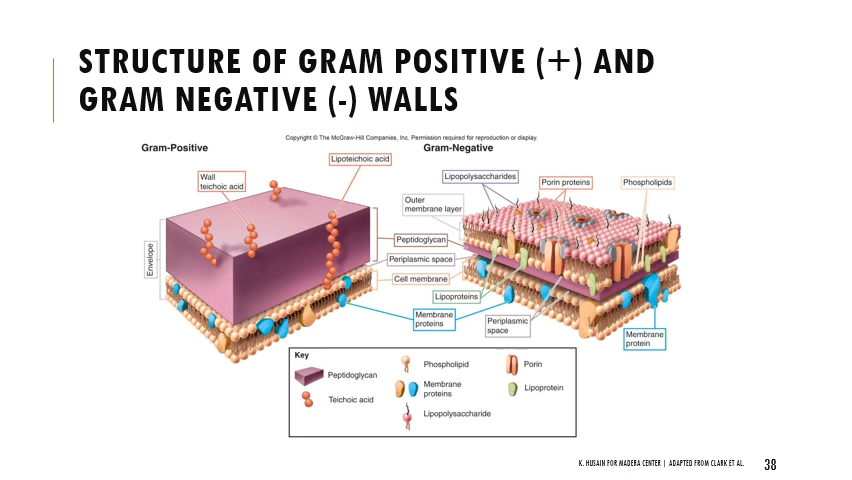 STRUCTURE OF GRAM POSITIVE (+) AND
GRAM NEGATIVE (-) WALLS
Copyright © The McGraw-Hill Companies, Inc. Permission required for reproduction or display.
Gram-Positive
Gram-Negative
Lipoteichoic acid
Wall
teichoic acid
Lipopolysaccharides
Porin proteins
Phospholipids
Outer
membrane layer
Envelope
Peptidoglycan
Periplasmic space
Cell membrane
Lipoproteins
Membrane
proteins
Periplasmic
space
Membrane
protein
Key
Peptidoglycan
Teichoic acid
Phospholipid
Membrane
proteins
Lipopolysaccharide
Porin
Lipoprotein
K. HUSAIN FOR MADERA CENTER | ADAPTED FROM CLARK ET AL.
38